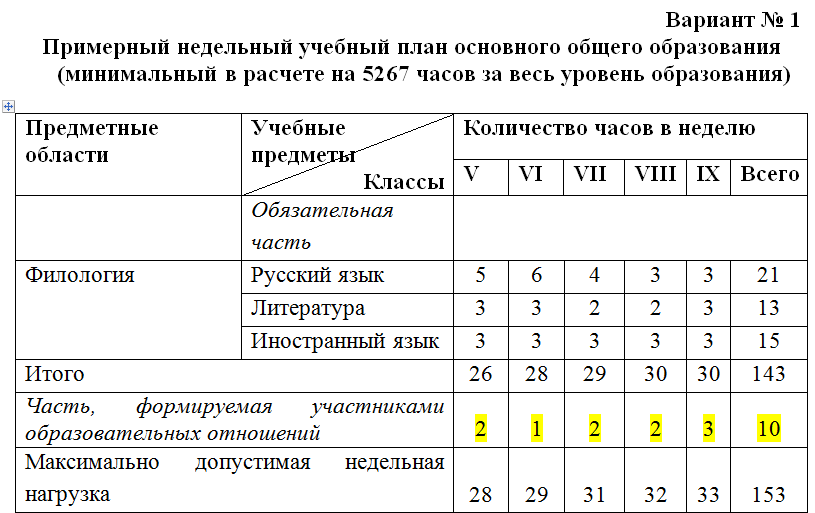 Вариант № 1
Примерный недельный учебный план основного общего образования
(минимальный в расчете на 5267 часов за весь уровень образования)
Предметные области
Учебные предметы
Классы
Количество часов в неделю
V VI VII VIII IX Всего
Обязательная
часть
Филология Русский язык 5 6 4 3 3 21
Литература 3 3 2 2 3 13
Иностранный язык 3 3 3 3 3 15
Итого 26 28 29 30 30 143
Часть, формируемая участниками
образовательных отношений 2 1 2 2 3 10
Максимально допустимая недельная
нагрузка 28 29 31 32 33 153